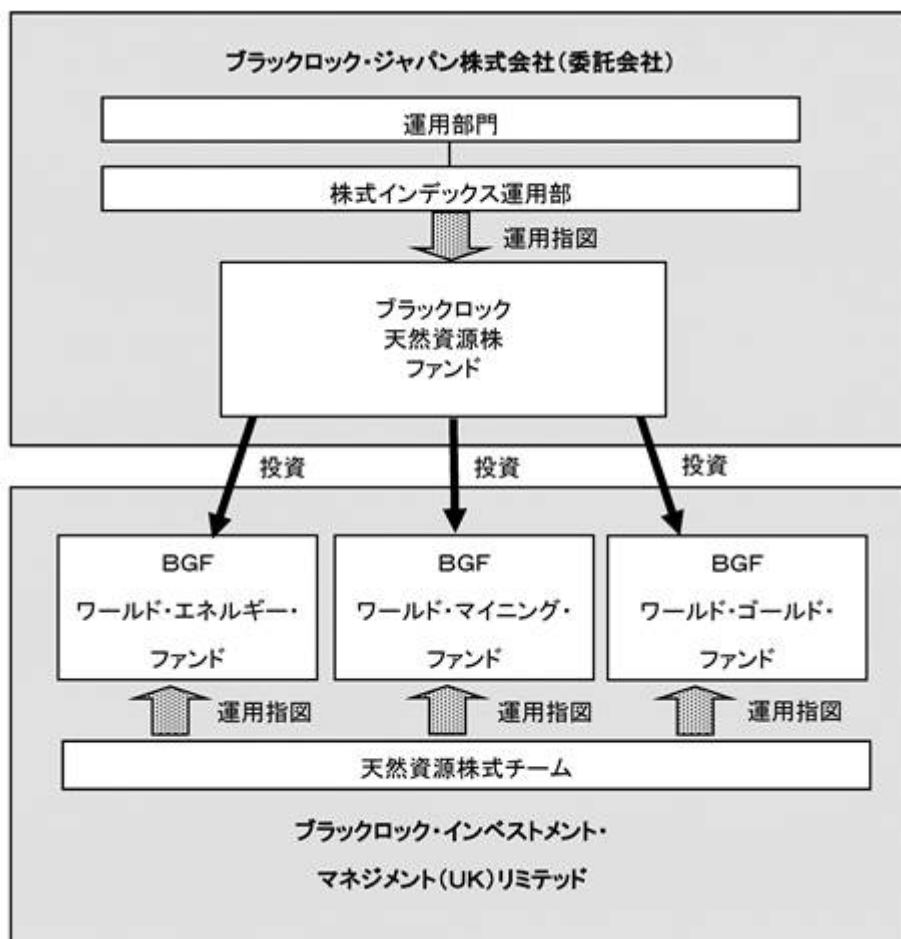 ブラックロック・ジャパン株式会社(委託会社)
運用部門
株式インデックス運用部
運用指図
ブラックロック
天然資源株
ファンド
投資
投資
投資
BGF
ワールド・エネルギー・
ファンド
BGF
ワールド・マイニング・
ファンド
BGF
ワールド・ゴールド・
ファンド
運用指図
運用指図
運用指図
天然資源株式チーム
ブラックロック・インベストメント・
マネジメント(UK)リミテッド